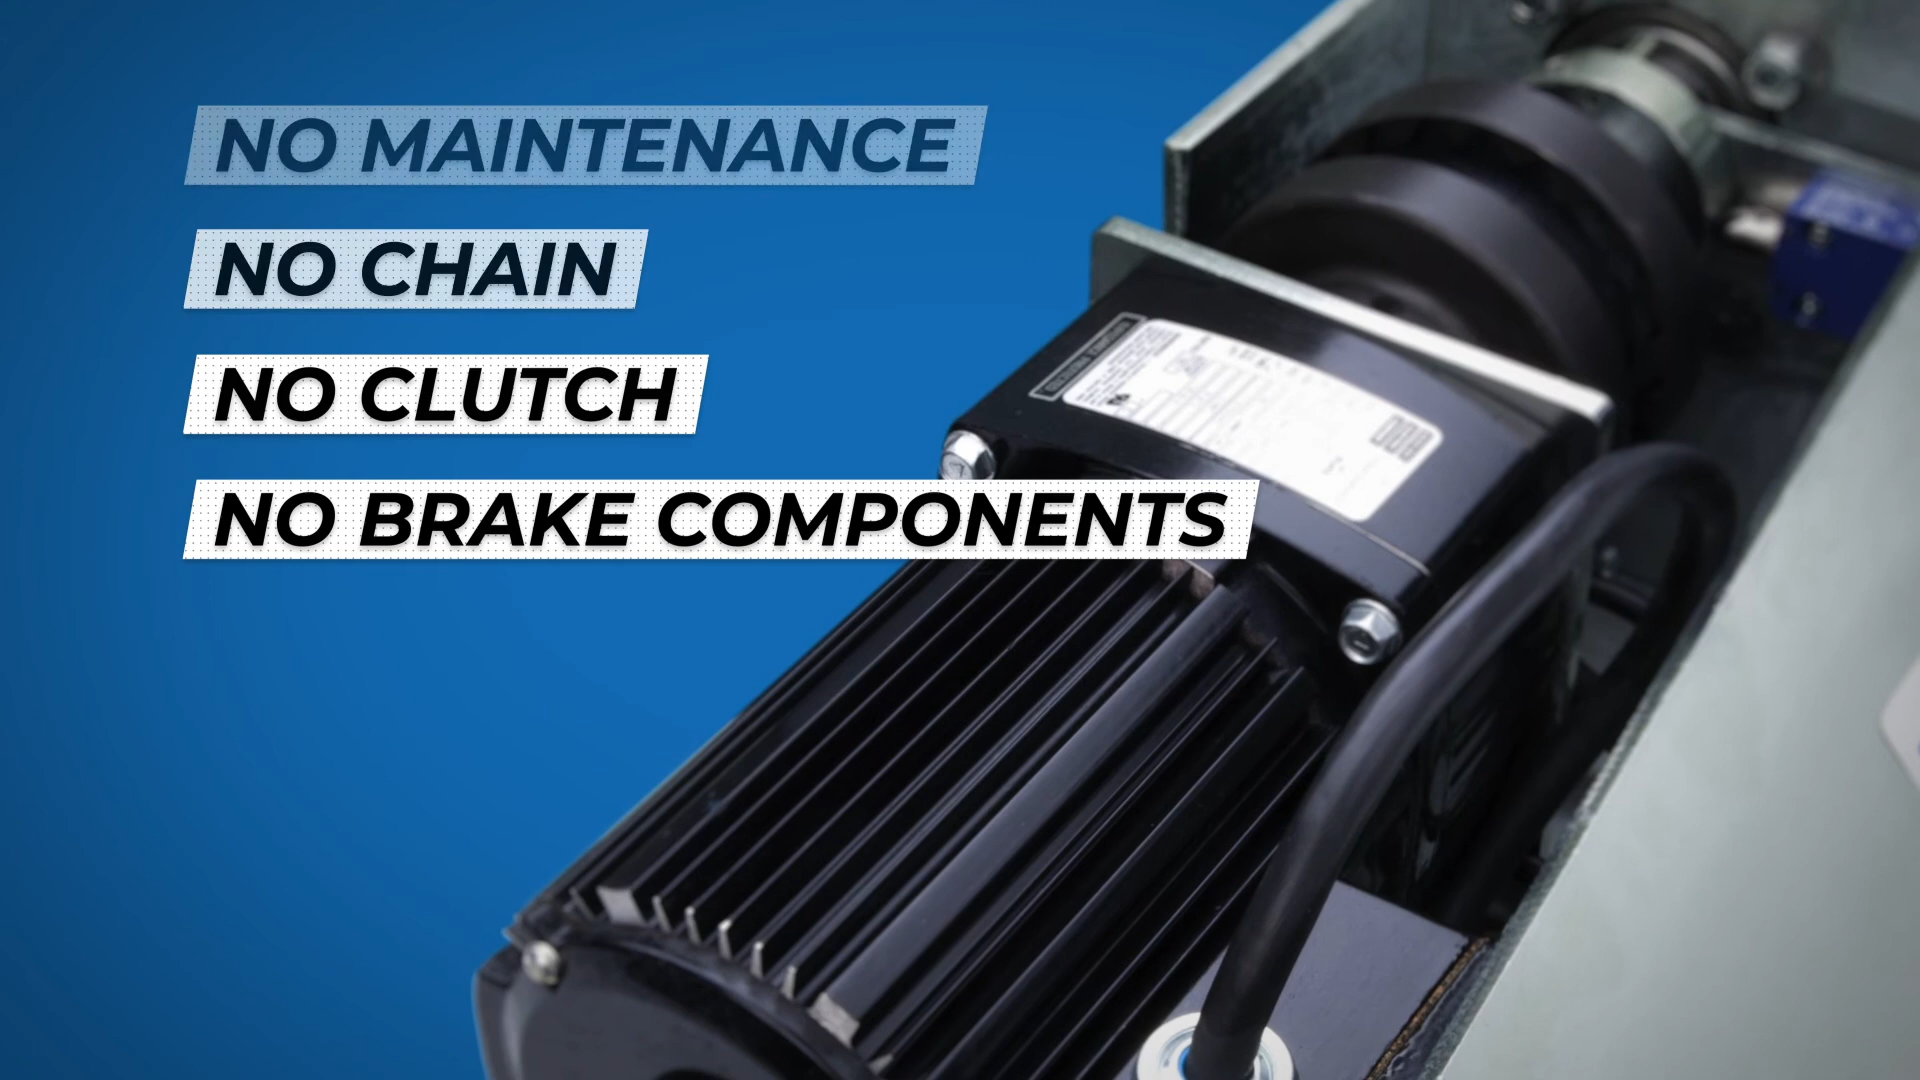 NO MAINTENANCE
NO CHAIN
NO CLUTCH
NO BRAKE COMPONENTS